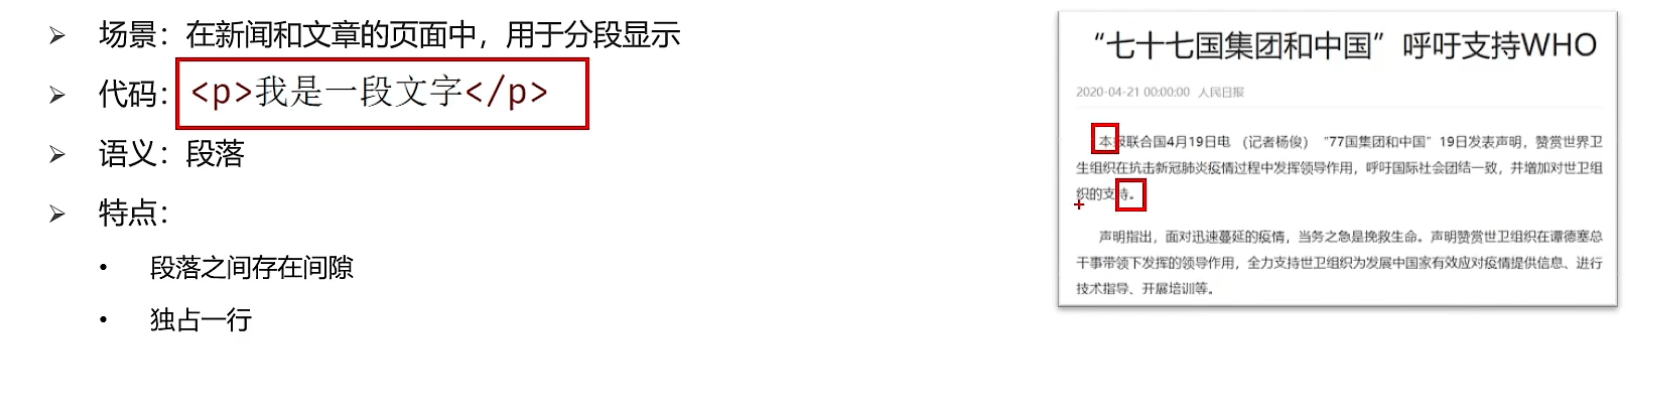 场景：在新闻和文章的页面中，用于分段显示
代码：<p>我是一段文字</p>
语义：段落
特点：
段落之间存在间隙
独占一行
“七十七国集团和中国”呼吁支持WHO
2020-04-21 00:00:00 人民日报
本报联合国4月19日电 （记者杨俊）“77国集团和中国”19日发表声明，赞赏世界卫
生组织在抗击新冠肺炎疫情过程中发挥领导作用，呼吁国际社会团结一致，并增加对世卫组
织的支持。
声明指出，面对迅速蔓延的疫情，当务之急是挽救生命。声明赞赏世卫组织在谭德塞总
干事带领下发挥的领导作用，全力支持世卫组织为发展中国家有效应对疫情提供信息、进行
技术指导、开展培训等。